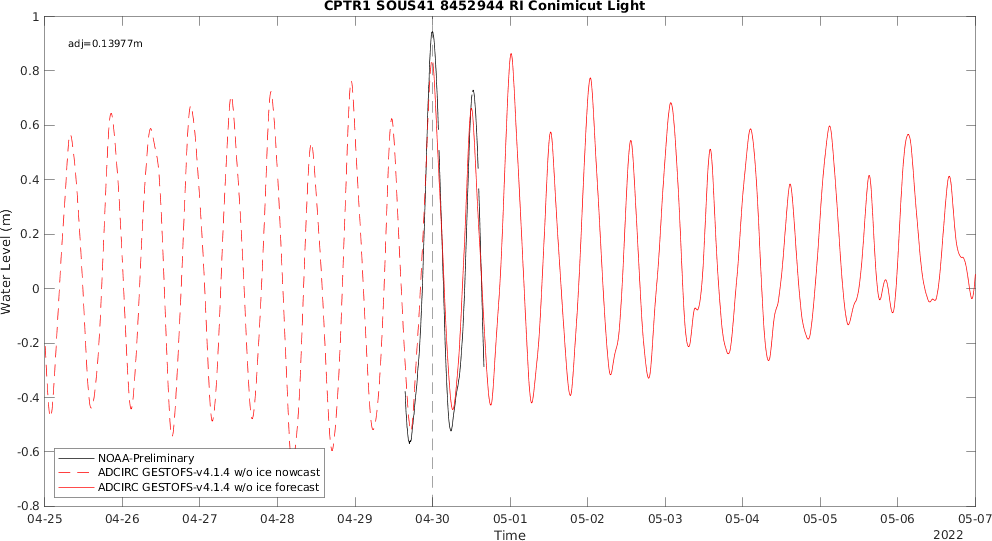 CPTR1 SOUS41 8452944 RI Conimicut Light
adj=0.13977m
1
0.8
0.6
0.4
0.2
0
-0.2
-0.4
-0.6
-0.8
Water Level (m)
NOAA-Preliminary
ADCIRC GESTOFS-v4.1.4 w/o ice nowcast
ADCIRC GESTOFS-v4.1.4 w/o ice forecast
04-25 04-26 04-27 04-28 04-29 04-30 05-01 05-02 05-03 05-04 05-05 05-06 05-07
Time
2022